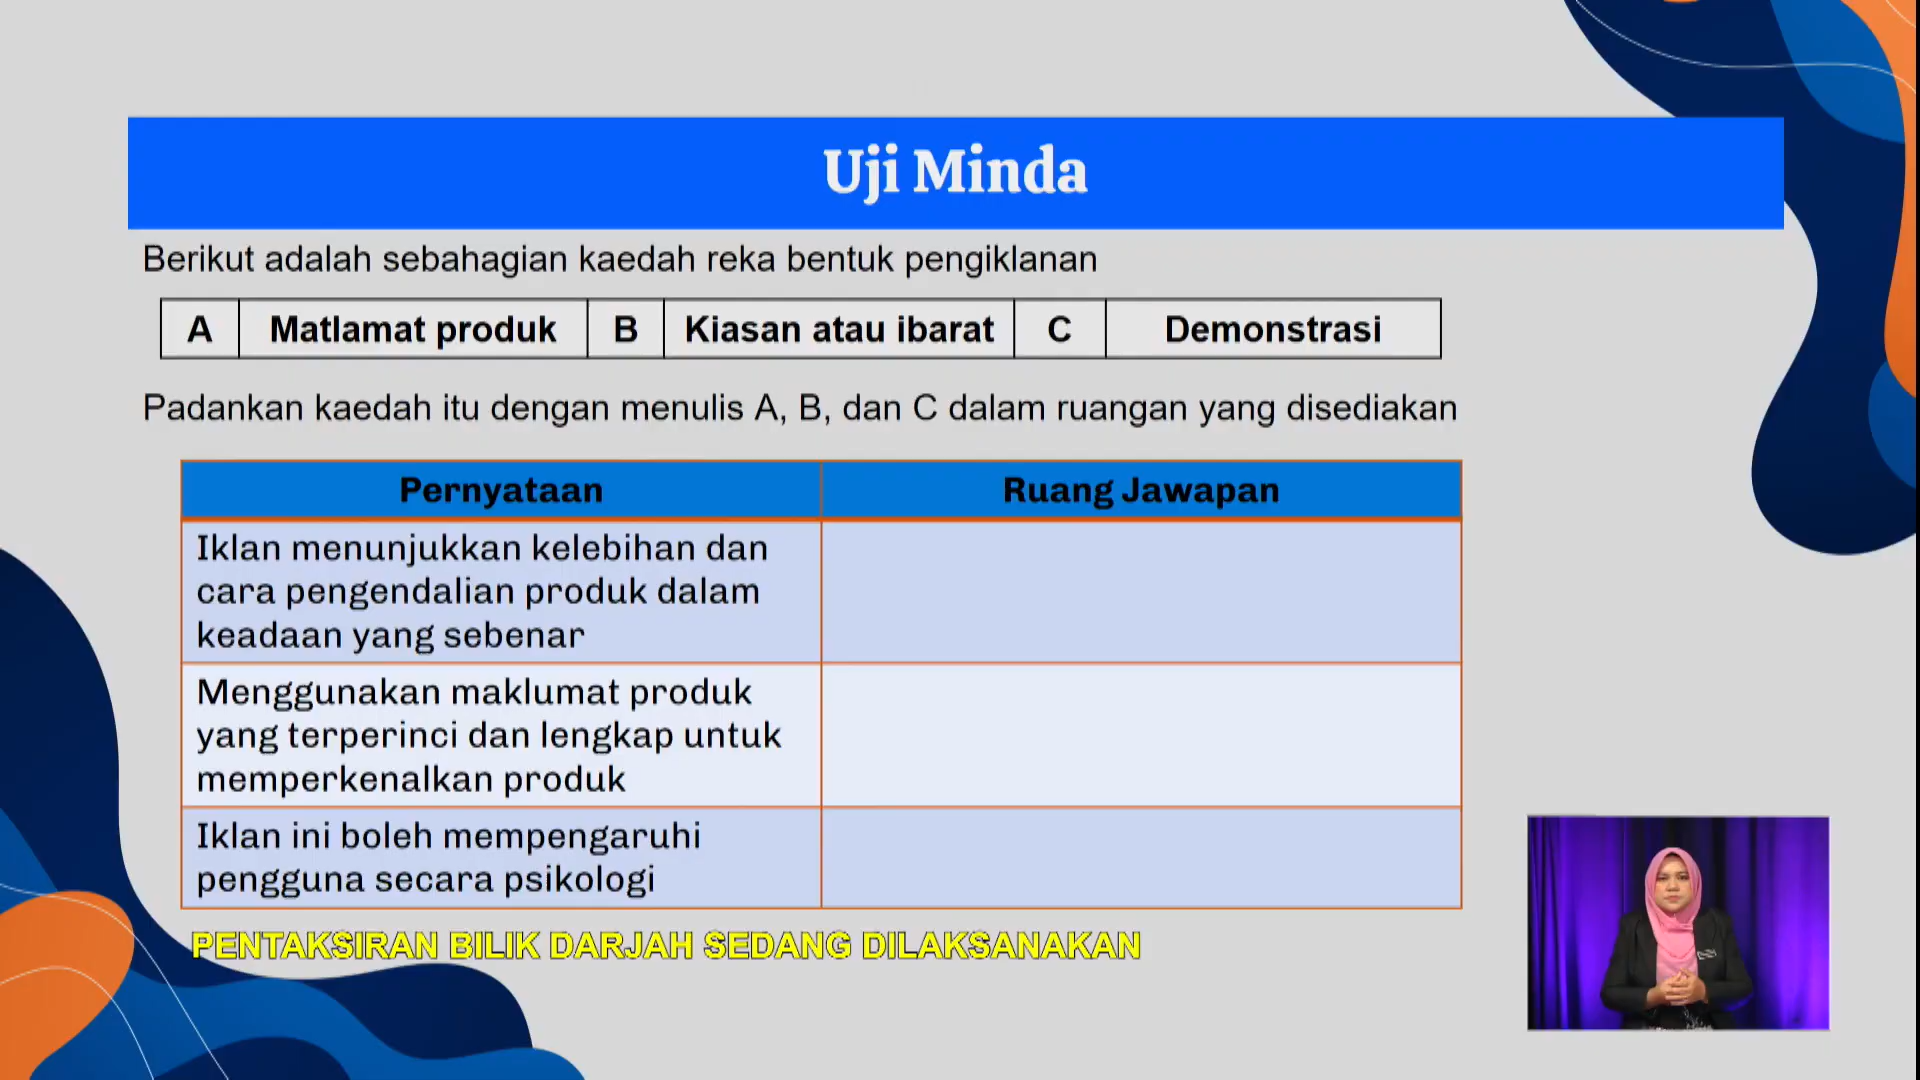 Uji Minda
Berikut adalah sebahagian kaedah reka bentuk pengiklanan
A Matlamat produk B Kiasan atau ibarat C Demonstrasi
Padankan kaedah itu dengan menulis A, B, dan C dalam ruangan yang disediakan
Pernyataan Ruang Jawapan
Iklan menunjukkan kelebihan dan
cara pengendalian produk dalam
keadaan yang sebenar
Menggunakan maklumat produk
yang terperinci dan lengkap untuk
memperkenalkan produk
Iklan ini boleh mempengaruhi
pengguna secara psikologi
PENTAKSIRAN BILIK DARJAH SEDANG DILAKSANAKAN